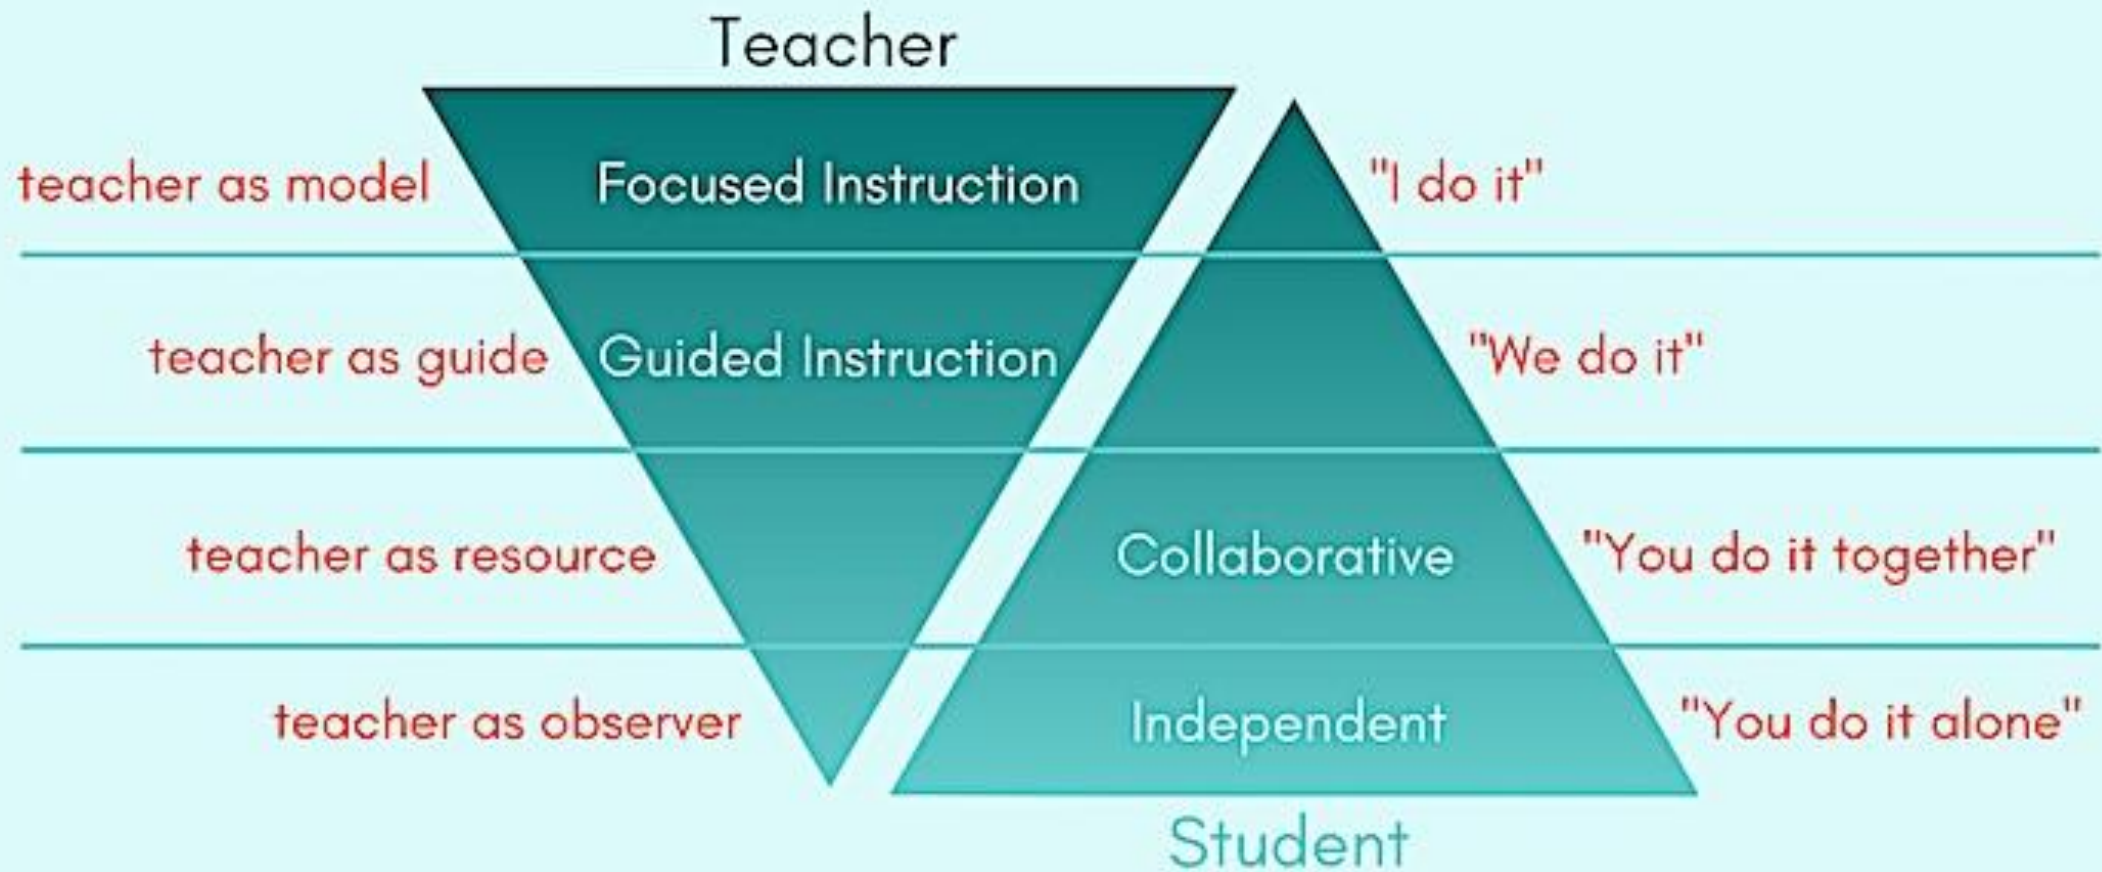 Teacher
teacher as model Focused Instruction "I do it"
teacher as guide Guided Instruction "We do it"
teacher as resource Collaborative "You do it together"
teacher as observer Independent "You do it alone"
Student